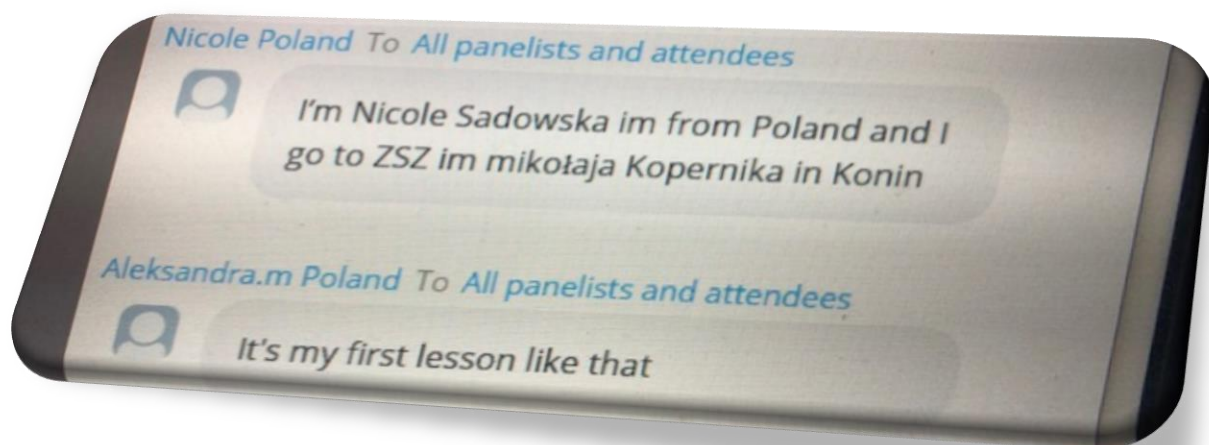 Nicole Poland To All panelists and attendees
I'm Nicole Sadowska im from Poland and I
go to ZSZ im mikołaja Kopernika in Konin
Aleksandra.m Poland To All panelists and attendees
It's my first lesson like that